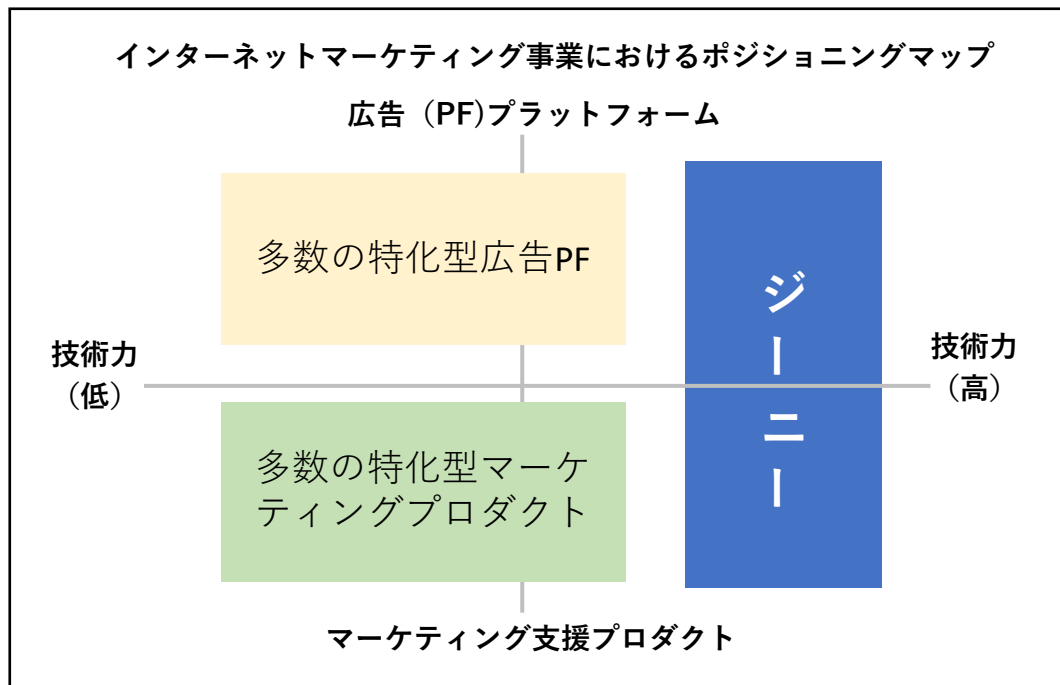 インターネットマーケティング事業におけるポジショニングマップ
広告（PF)プラットフォーム
多数の特化型広告PF
ジーニー
技術力
（低）
技術力
（高）
多数の特化型マーケ
ティングプロダクト
マーケティング支援プロダクト